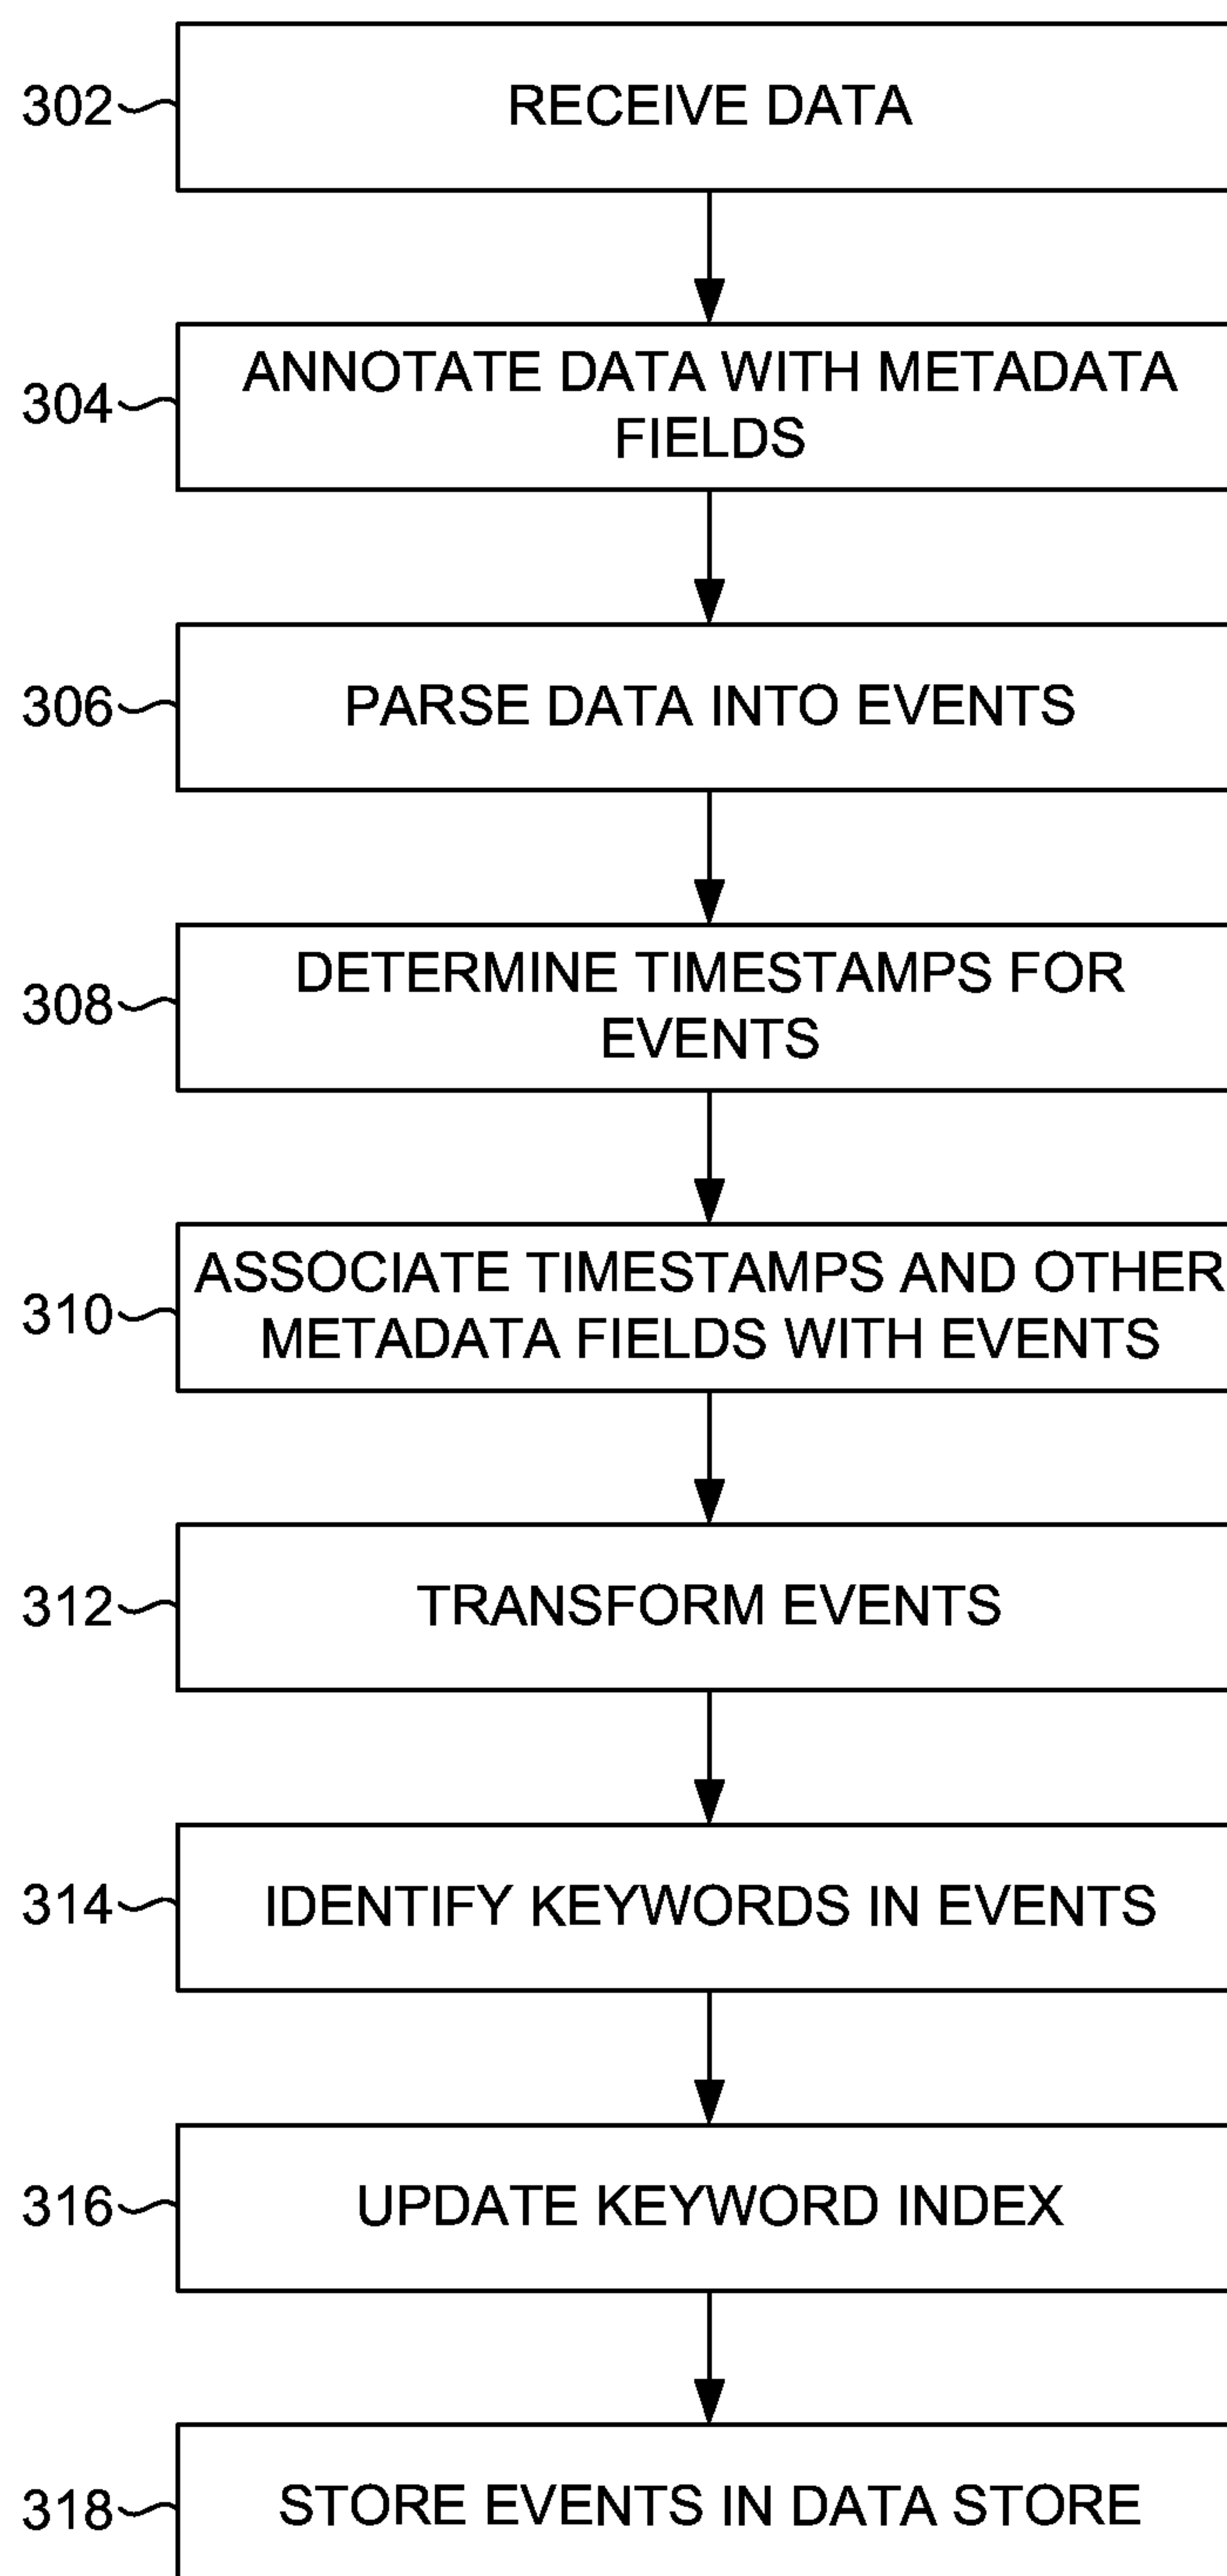 302
RECEIVE DATA
304
ANNOTATE DATA WITH METADATA
FIELDS
306
PARSE DATA INTO EVENTS
308
DETERMINE TIMESTAMPS FOR
EVENTS
310
ASSOCIATE TIMESTAMPS AND OTHER
METADATA FIELDS WITH EVENTS
312
TRANSFORM EVENTS
314
IDENTIFY KEYWORDS IN EVENTS
316
UPDATE KEYWORD INDEX
318
STORE EVENTS IN DATA STORE